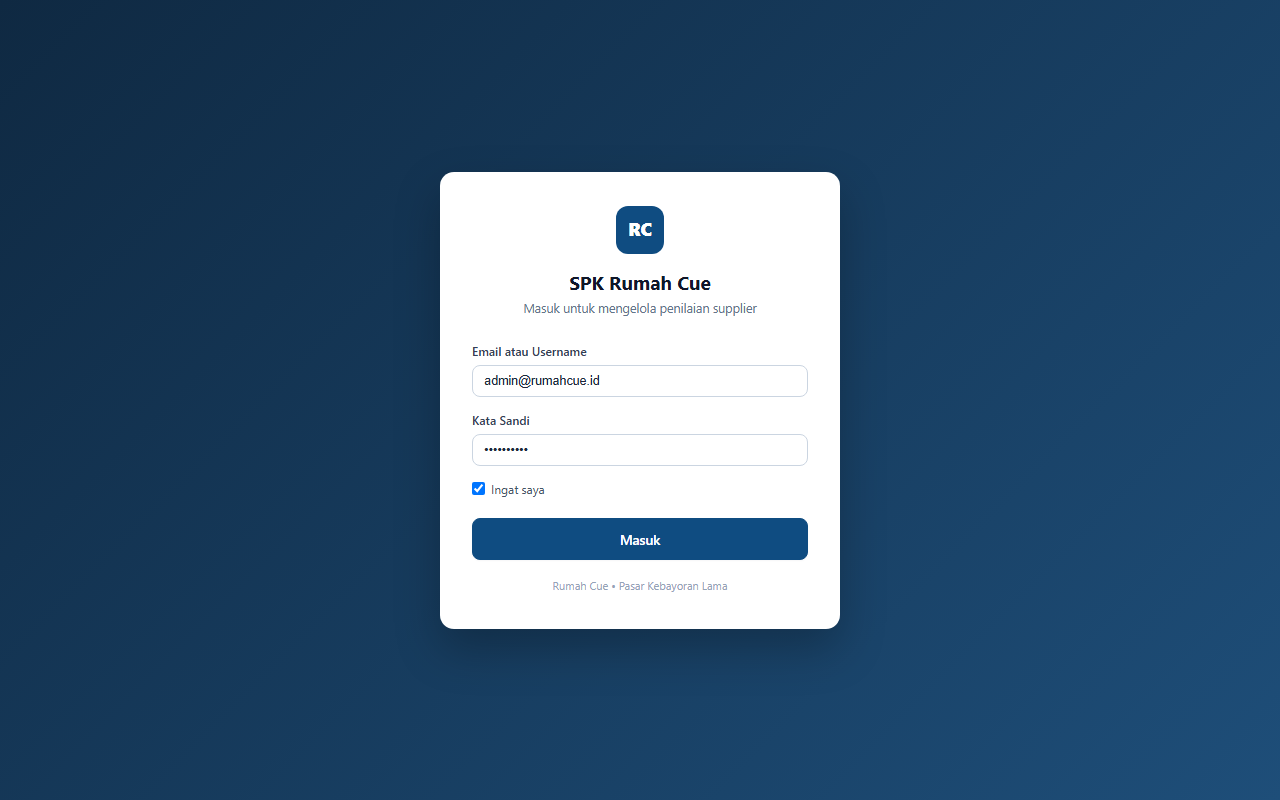 RC
SPK Rumah Cue
Masuk untuk mengelola penilaian supplier
Email atau Username
admin@rumahcue.id
Kata Sandi
••••••••••
Ingat saya
Masuk
Rumah Cue • Pasar Kebayoran Lama